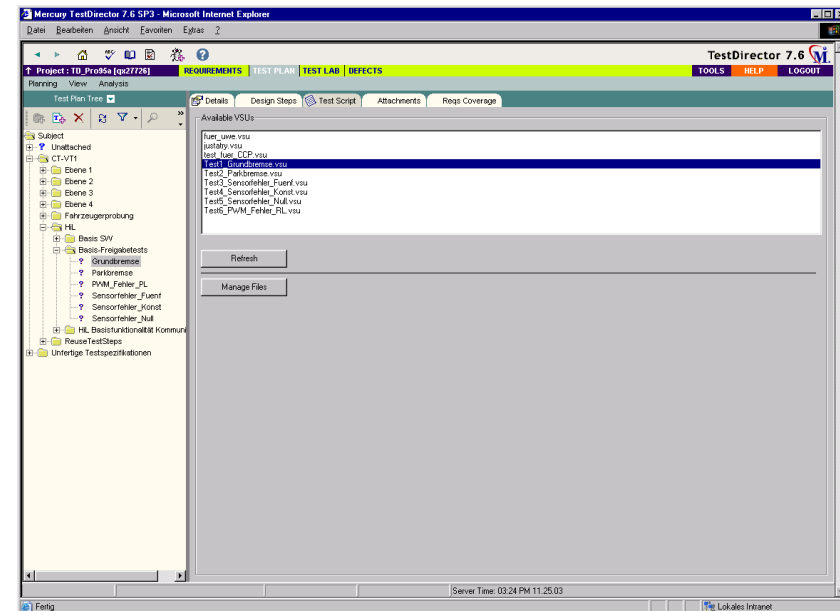 Mercury TestDirector 7.6 SP3 - Microsoft Internet Explorer
Datei Bearbeiten Ansicht Favoriten Extras ?
TestDirector 7.6
Project : TD_Pro95a [qx27726] REQUIREMENTS TEST PLAN TEST LAB DEFECTS TOOLS HELP LOGOUT
Planning View Analysis
Test Plan Tree
Details Design Steps Test Script Attachments Reqs Coverage
Available VSUs
fuer_uwe.vsu
justatry.vsu
test_fuer_CCP.vsu
Test1_Grundbremse.vsu
Test2_Parkbremse.vsu
Test3_Sensorfehler_Fuenf.vsu
Test4_Sensorfehler_Konst.vsu
Test5_Sensorfehler_Null.vsu
Test6_PWM_Fehler_RL.vsu
Refresh
Manage Files
Subject
Unattached
CT-VT1
Ebene 1
Ebene 2
Ebene 3
Ebene 4
Fahrzeugerprobung
HiL
Basis SW
Basis-Freigabetests
Grundbremse
Parkbremse
PWM_Fehler_PL
Sensorfehler_Fuenf
Sensorfehler_Konst
Sensorfehler_Null
HiL Basisfunktionalität Kommuni
ReuseTestSteps
Unfertige Testspezifikationen
Server Time: 03:24 PM 11.25.03
Fertig Lokales Intranet